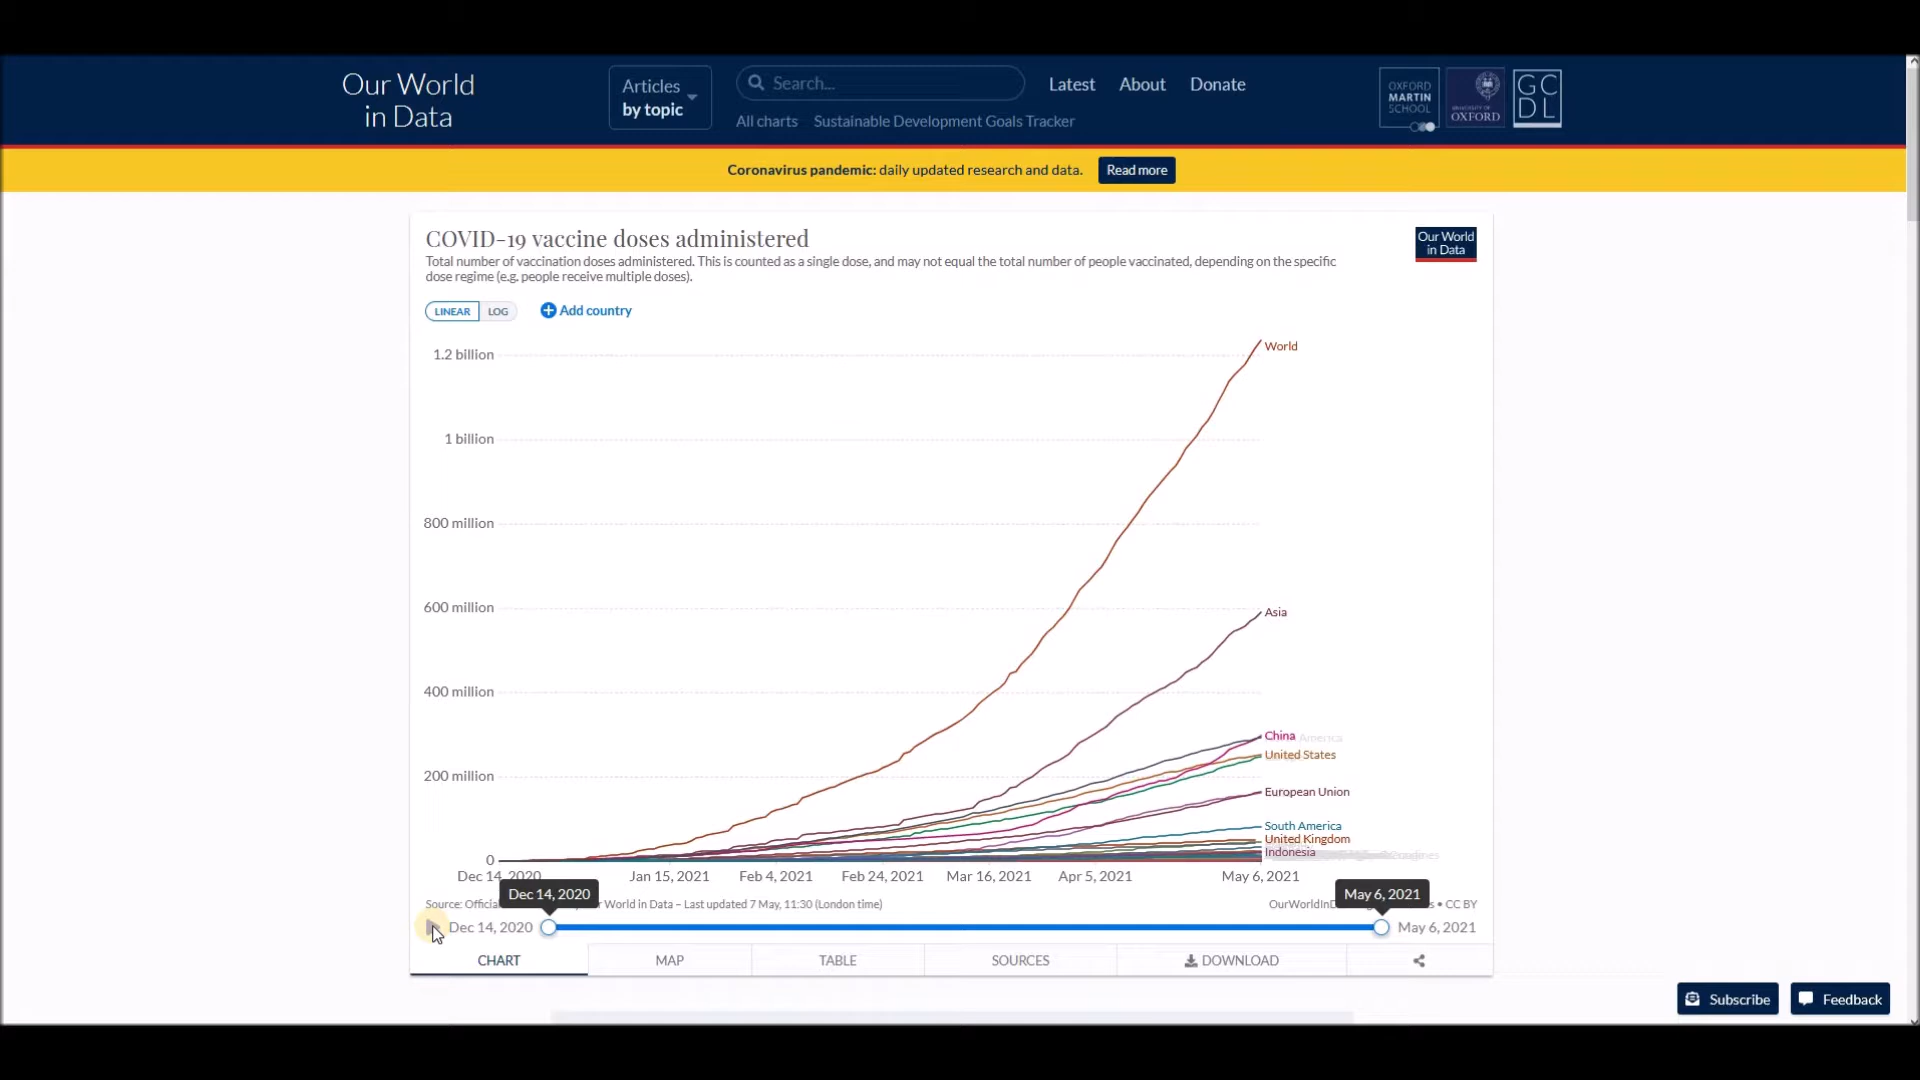 Our World
in Data
Articles
by topic
Search...
Latest
About
Donate
All charts
Sustainable Development Goals Tracker
OXFORD
MARTIN
SCHOOL
UNIVERSITY OF
OXFORD
GC
DL
Coronavirus pandemic: daily updated research and data.
Read more
COVID-19 vaccine doses administered
Our World
in Data
Total number of vaccination doses administered. This is counted as a single dose, and may not equal the total number of people vaccinated, depending on the specific
dose regime (e.g. people receive multiple doses).
LINEAR
LOG
Add country
1.2 billion
1 billion
800 million
600 million
400 million
200 million
0
World
Asia
China
America
United States
European Union
South America
United Kingdom
Indonesia
Dec 14, 2020
Jan 15, 2021
Feb 4, 2021
Feb 24, 2021
Mar 16, 2021
Apr 5, 2021
May 6, 2021
Dec 14, 2020
May 6, 2021
Source: Official World in Data – Last updated 7 May, 11:30 (London time)
• CC BY
Dec 14, 2020
May 6, 2021
CHART
MAP
TABLE
SOURCES
DOWNLOAD
Subscribe
Feedback